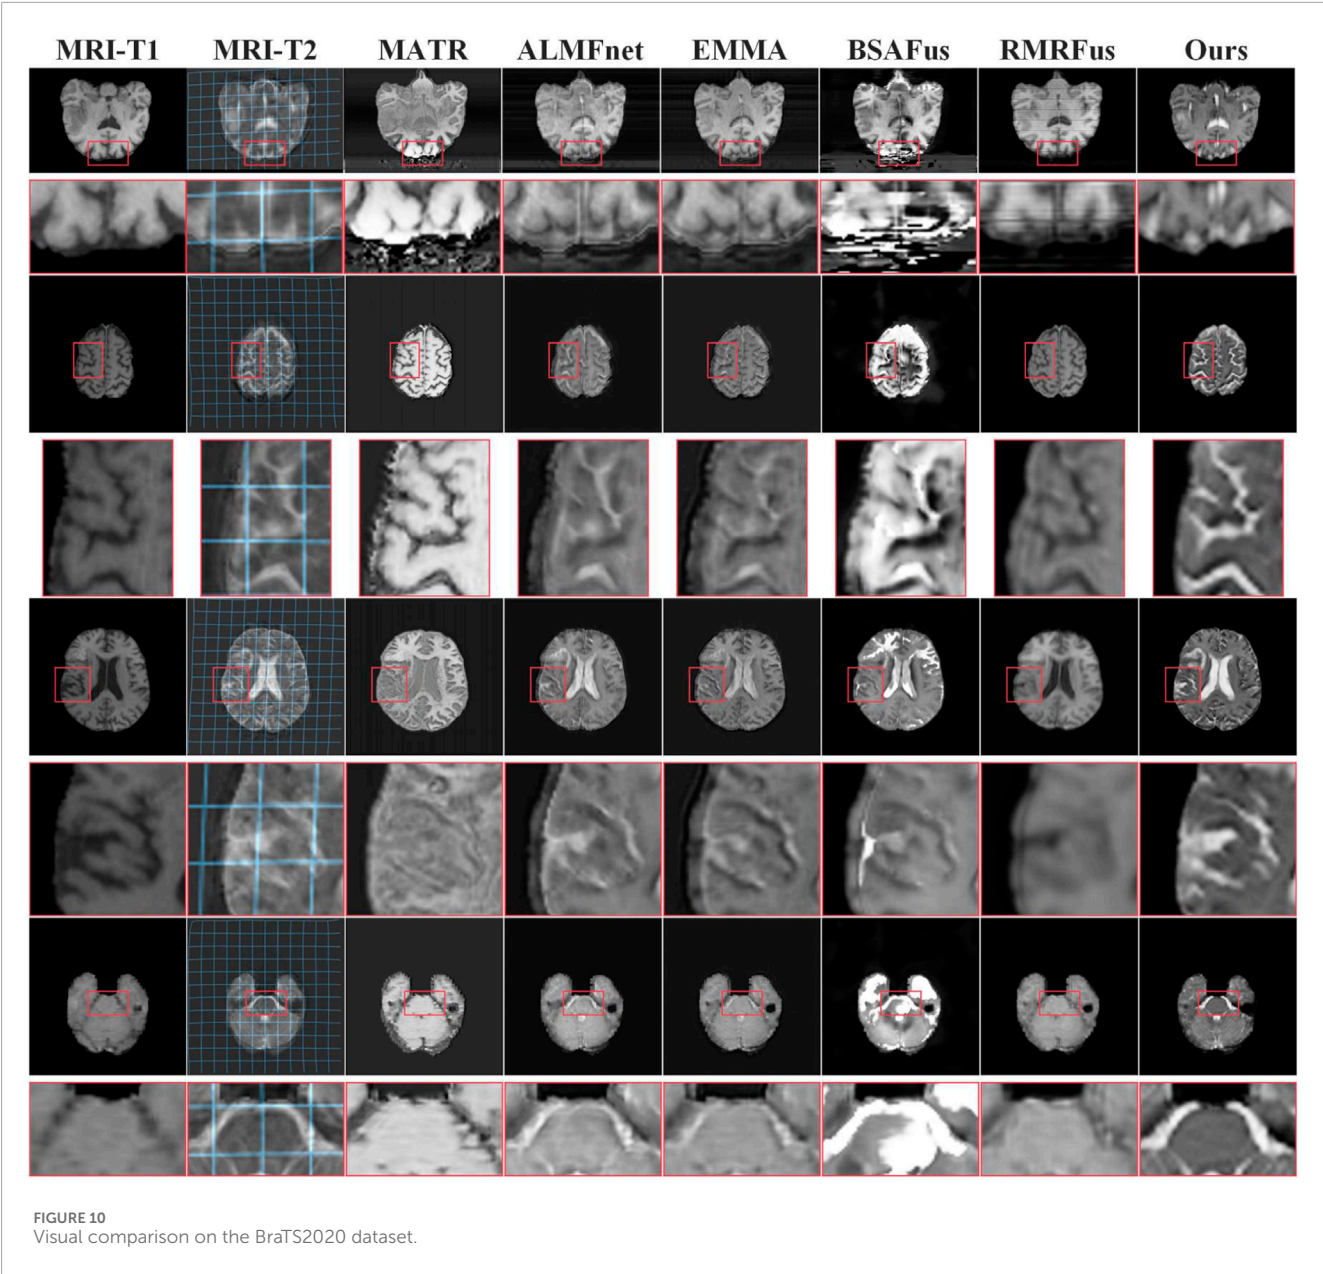 MRI-T1 MRI-T2 MATR ALMFnet EMMA BSAFus RMRFus Ours
FIGURE 10
Visual comparison on the BraTS2020 dataset.